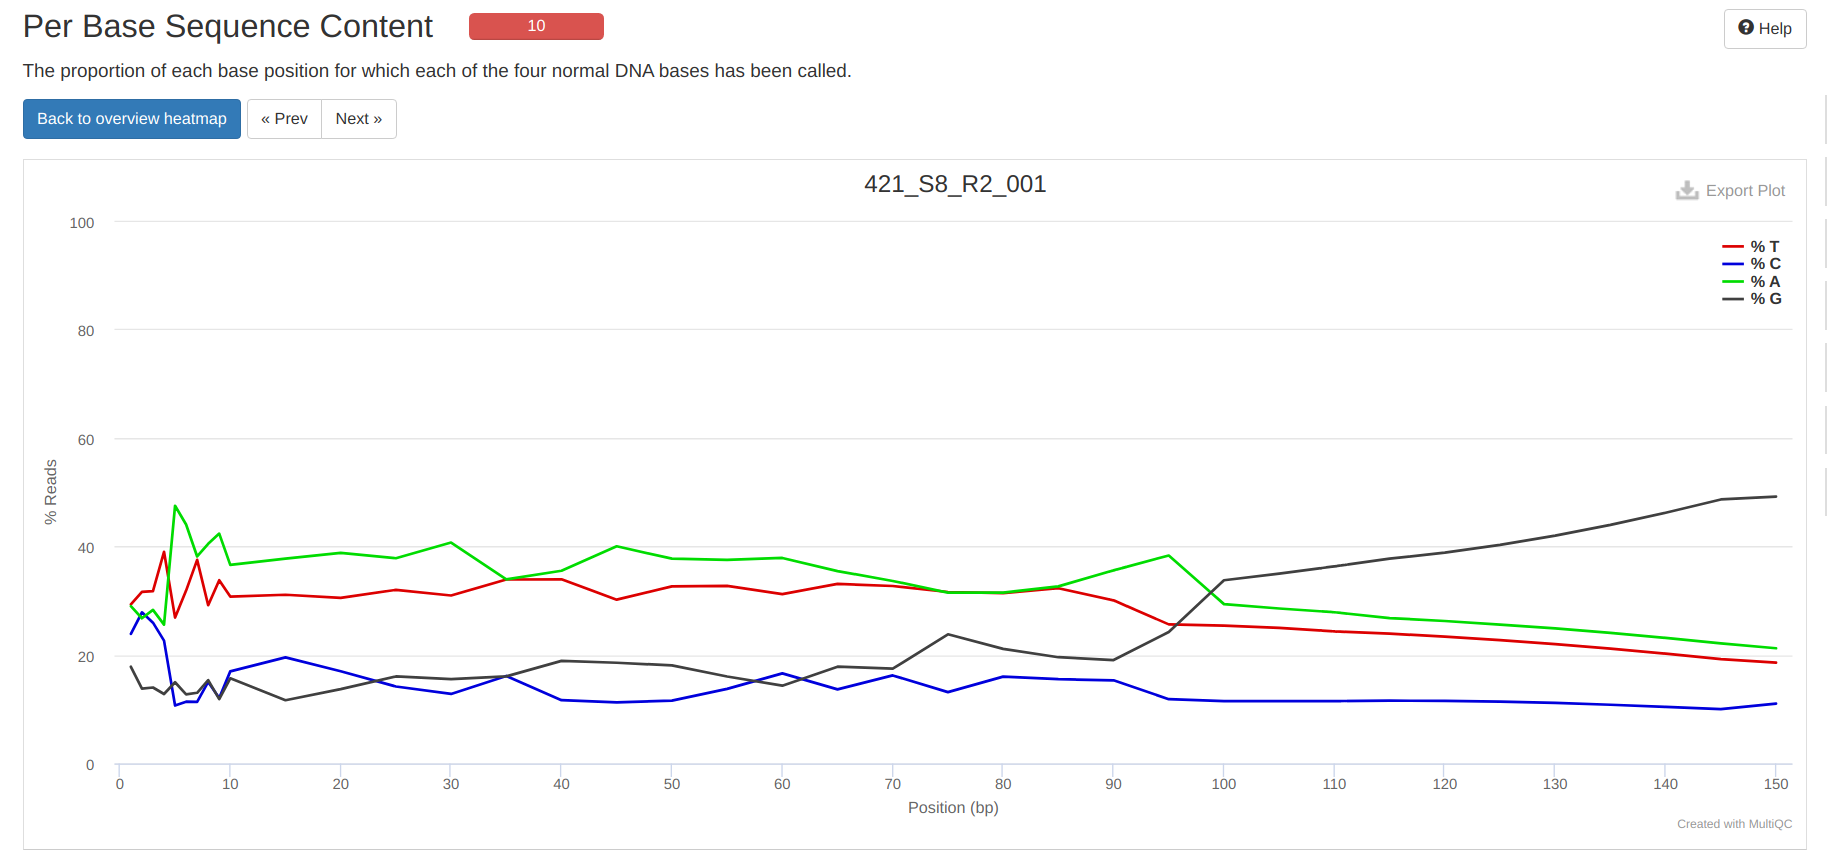 Per Base Sequence Content
10
Help
The proportion of each base position for which each of the four normal DNA bases has been called.
Back to overview heatmap
« Prev
Next »
421_S8_R2_001
Export Plot
% T
% C
% A
% G
% Reads
100
80
60
40
20
0
0 10 20 30 40 50 60 70 80 90 100 110 120 130 140 150
Position (bp)
Created with MultiQC